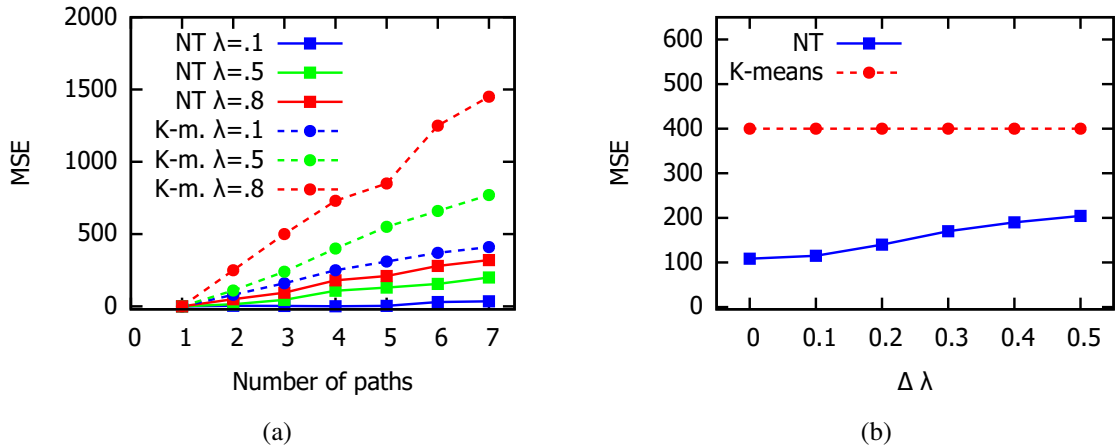 2000
1500
1000
500
0
MSE
NT λ=.1
NT λ=.5
NT λ=.8
K-m. λ=.1
K-m. λ=.5
K-m. λ=.8
0 1 2 3 4 5 6 7
Number of paths
(a)
600
500
400
300
200
100
0
MSE
NT
K-means
0 0.1 0.2 0.3 0.4 0.5
Δ λ
(b)